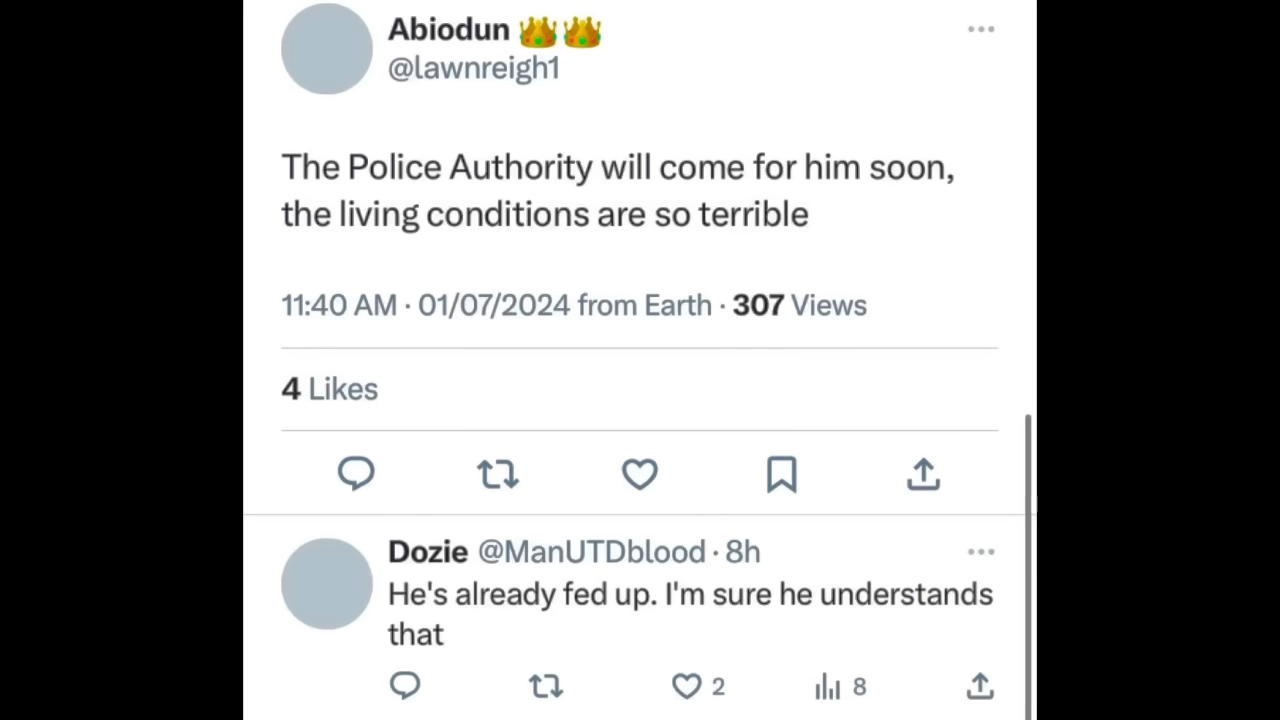 Abiodun 👑👑
@lawnreigh1
The Police Authority will come for him soon,
the living conditions are so terrible
11:40 AM · 01/07/2024 from Earth · 307 Views
4 Likes
Dozie @ManUTDblood · 8h
He's already fed up. I'm sure he understands
that
2 8